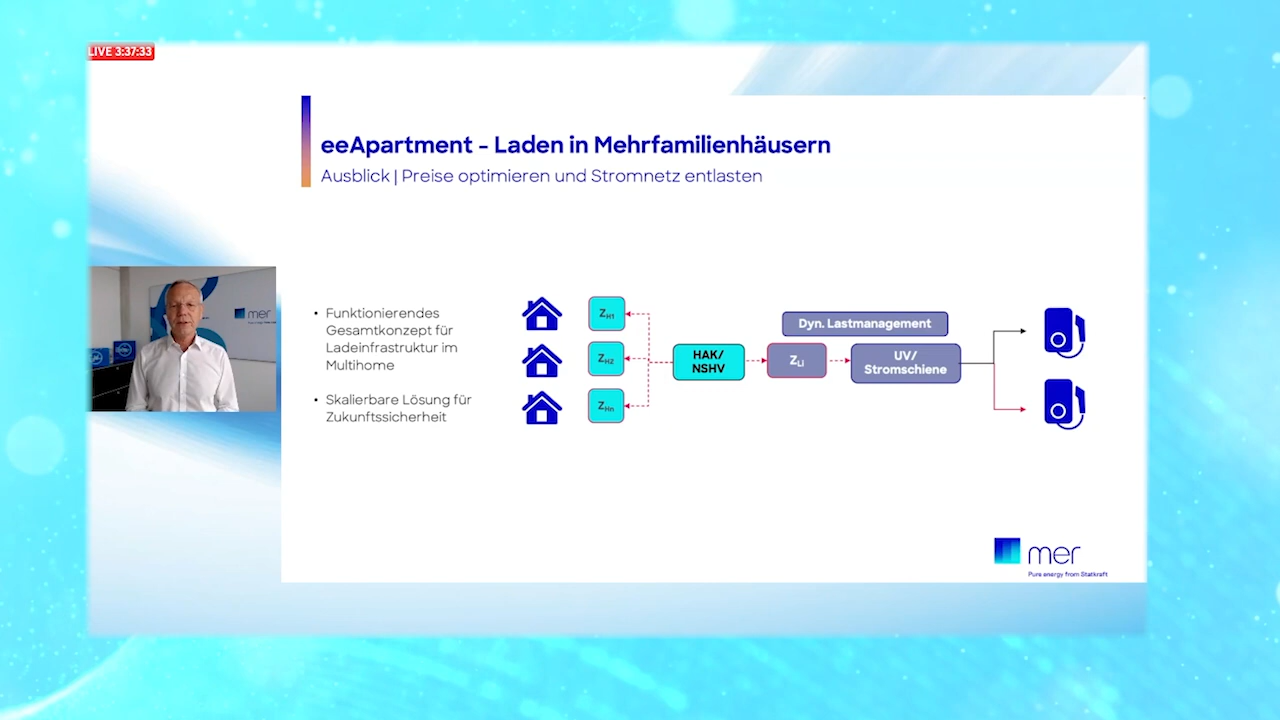 LIVE 3:37:33
eeApartment – Laden in Mehrfamilienhäusern
Ausblick | Preise optimieren und Stromnetz entlasten
mer
• Funktionierendes
Gesamtkonzept für
Ladeinfrastruktur im
Multihome
• Skalierbare Lösung für
Zukunftssicherheit
ZH1
ZH2
ZHn
HAK/
NSHV
ZLI
Dyn. Lastmanagement
UV/
Stromschiene
mer
Pure energy from Statkraft